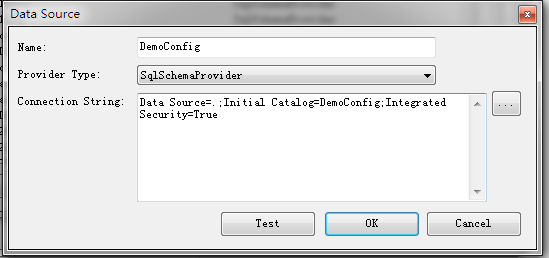 Data Source
Name:
DemoConfig
Provider Type:
SqlSchemaProvider
Connection String:
Data Source=.;Initial Catalog=DemoConfig;Integrated
Security=True
...
Test
OK
Cancel